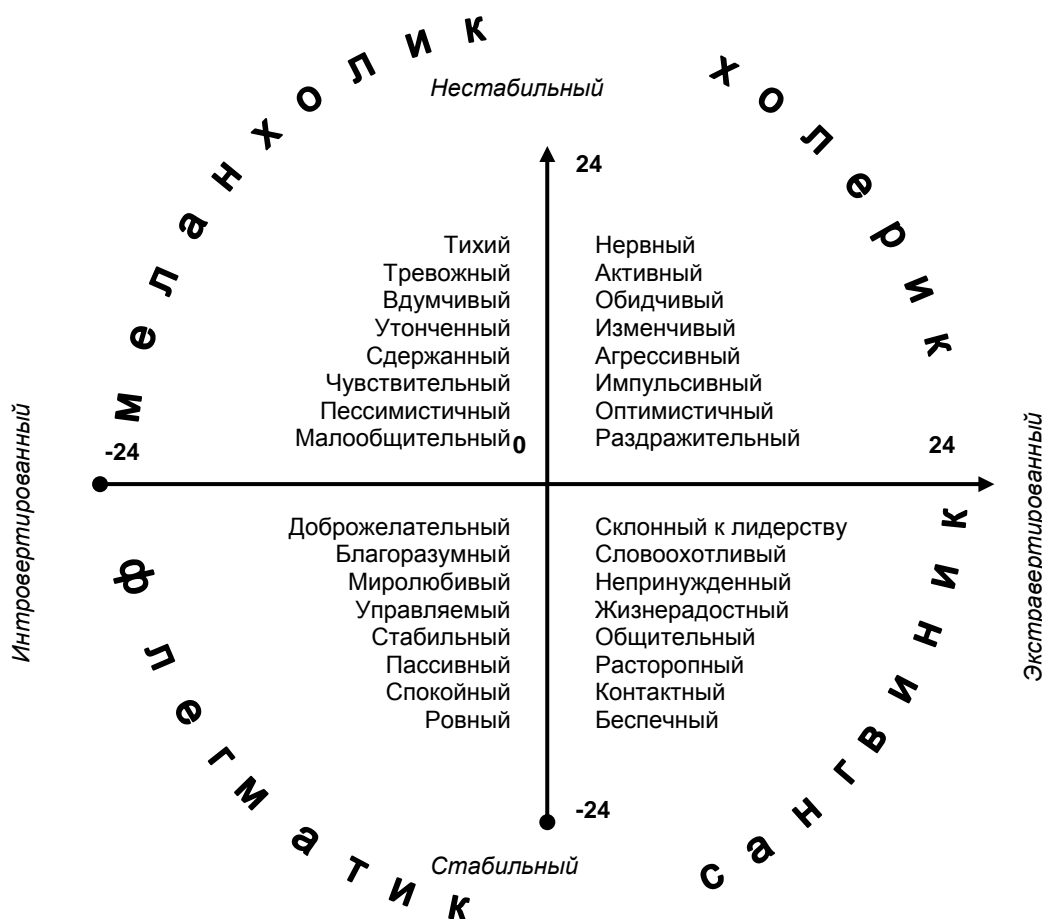 меланхолик
холерик
Нестабильный
24
Тихий
Тревожный
Вдумчивый
Утонченный
Сдержанный
Чувствительный
Пессимистичный
Малообщительный
Нервный
Активный
Обидчивый
Изменчивый
Агрессивный
Импульсивный
Оптимистичный
Раздражительный
-24
0
24
Интровертированный
Экстравертированный
Доброжелательный
Благоразумный
Миролюбивый
Управляемый
Стабильный
Пассивный
Спокойный
Ровный
Склонный к лидерству
Словоохотливый
Непринужденный
Жизнерадостный
Общительный
Расторопный
Контактный
Беспечный
-24
Стабильный
флегматик
сангвиник